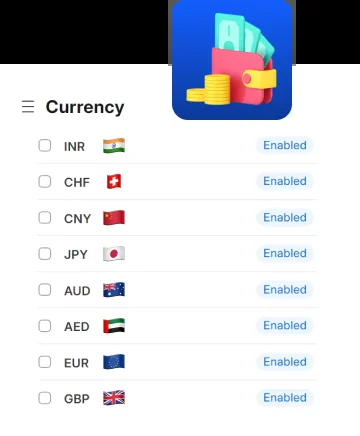 Currency
INR Enabled
CHF Enabled
CNY Enabled
JPY Enabled
AUD Enabled
AED Enabled
EUR Enabled
GBP Enabled